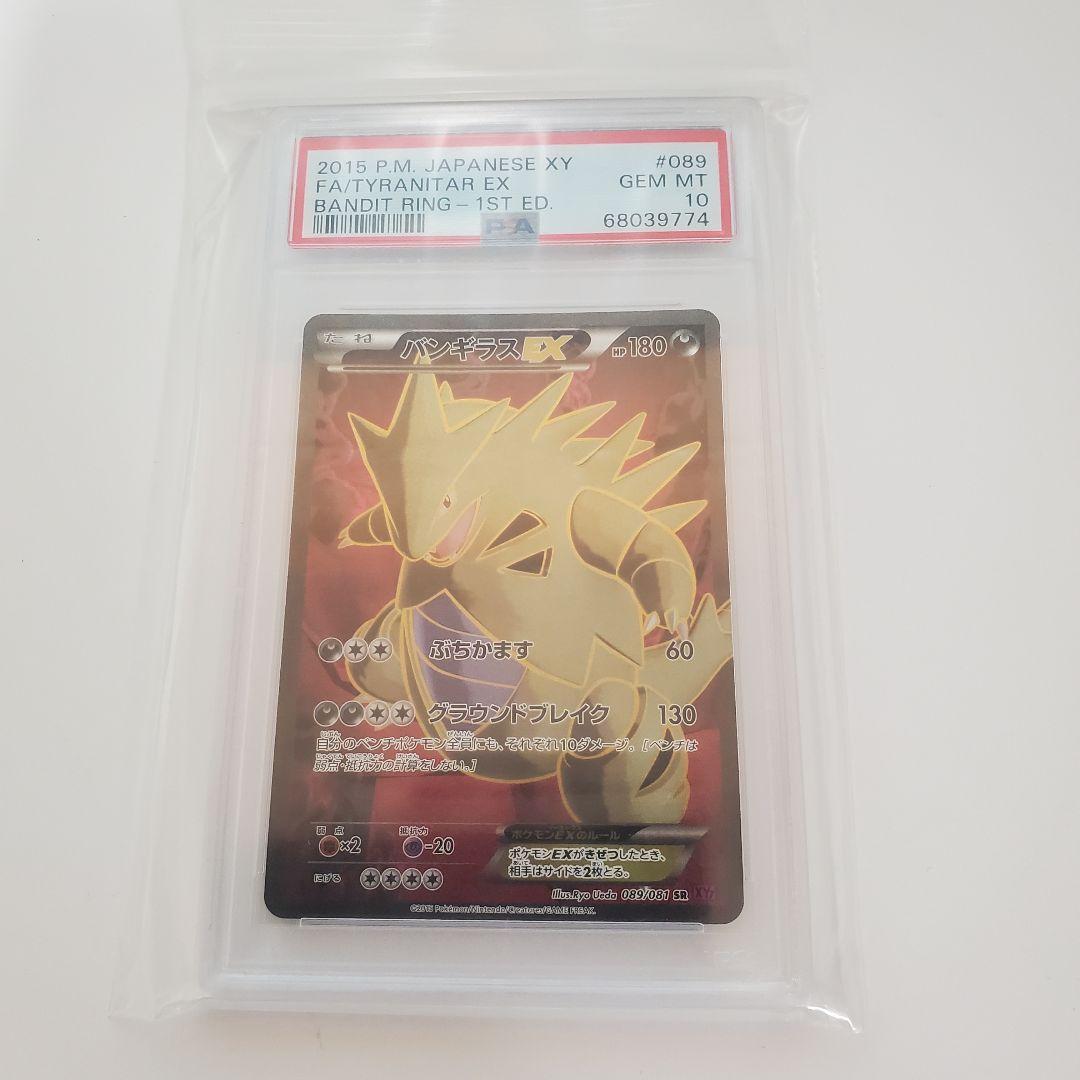 2015 P.M. JAPANESE XY #089
FA/TYRANITAR EX GEM MT
BANDIT RING - 1ST ED. 10
PSA 68039774
たね バンギラスEX HP180
ぶちかます 60
グラウンドブレイク 130
自分のベンチポケモン全員にも、それぞれ10ダメージ。[ベンチは
弱点・抵抗力の計算をしない。]
弱点 抵抗力 ポケモンEXのルール
×2 -20 ポケモンEXがきぜつしたとき、
相手はサイドを2枚とる。
にげる
Illus.Ryo Ueda 089/081 SR XY7
©2015 Pokémon/Nintendo/Creatures/GAME FREAK.